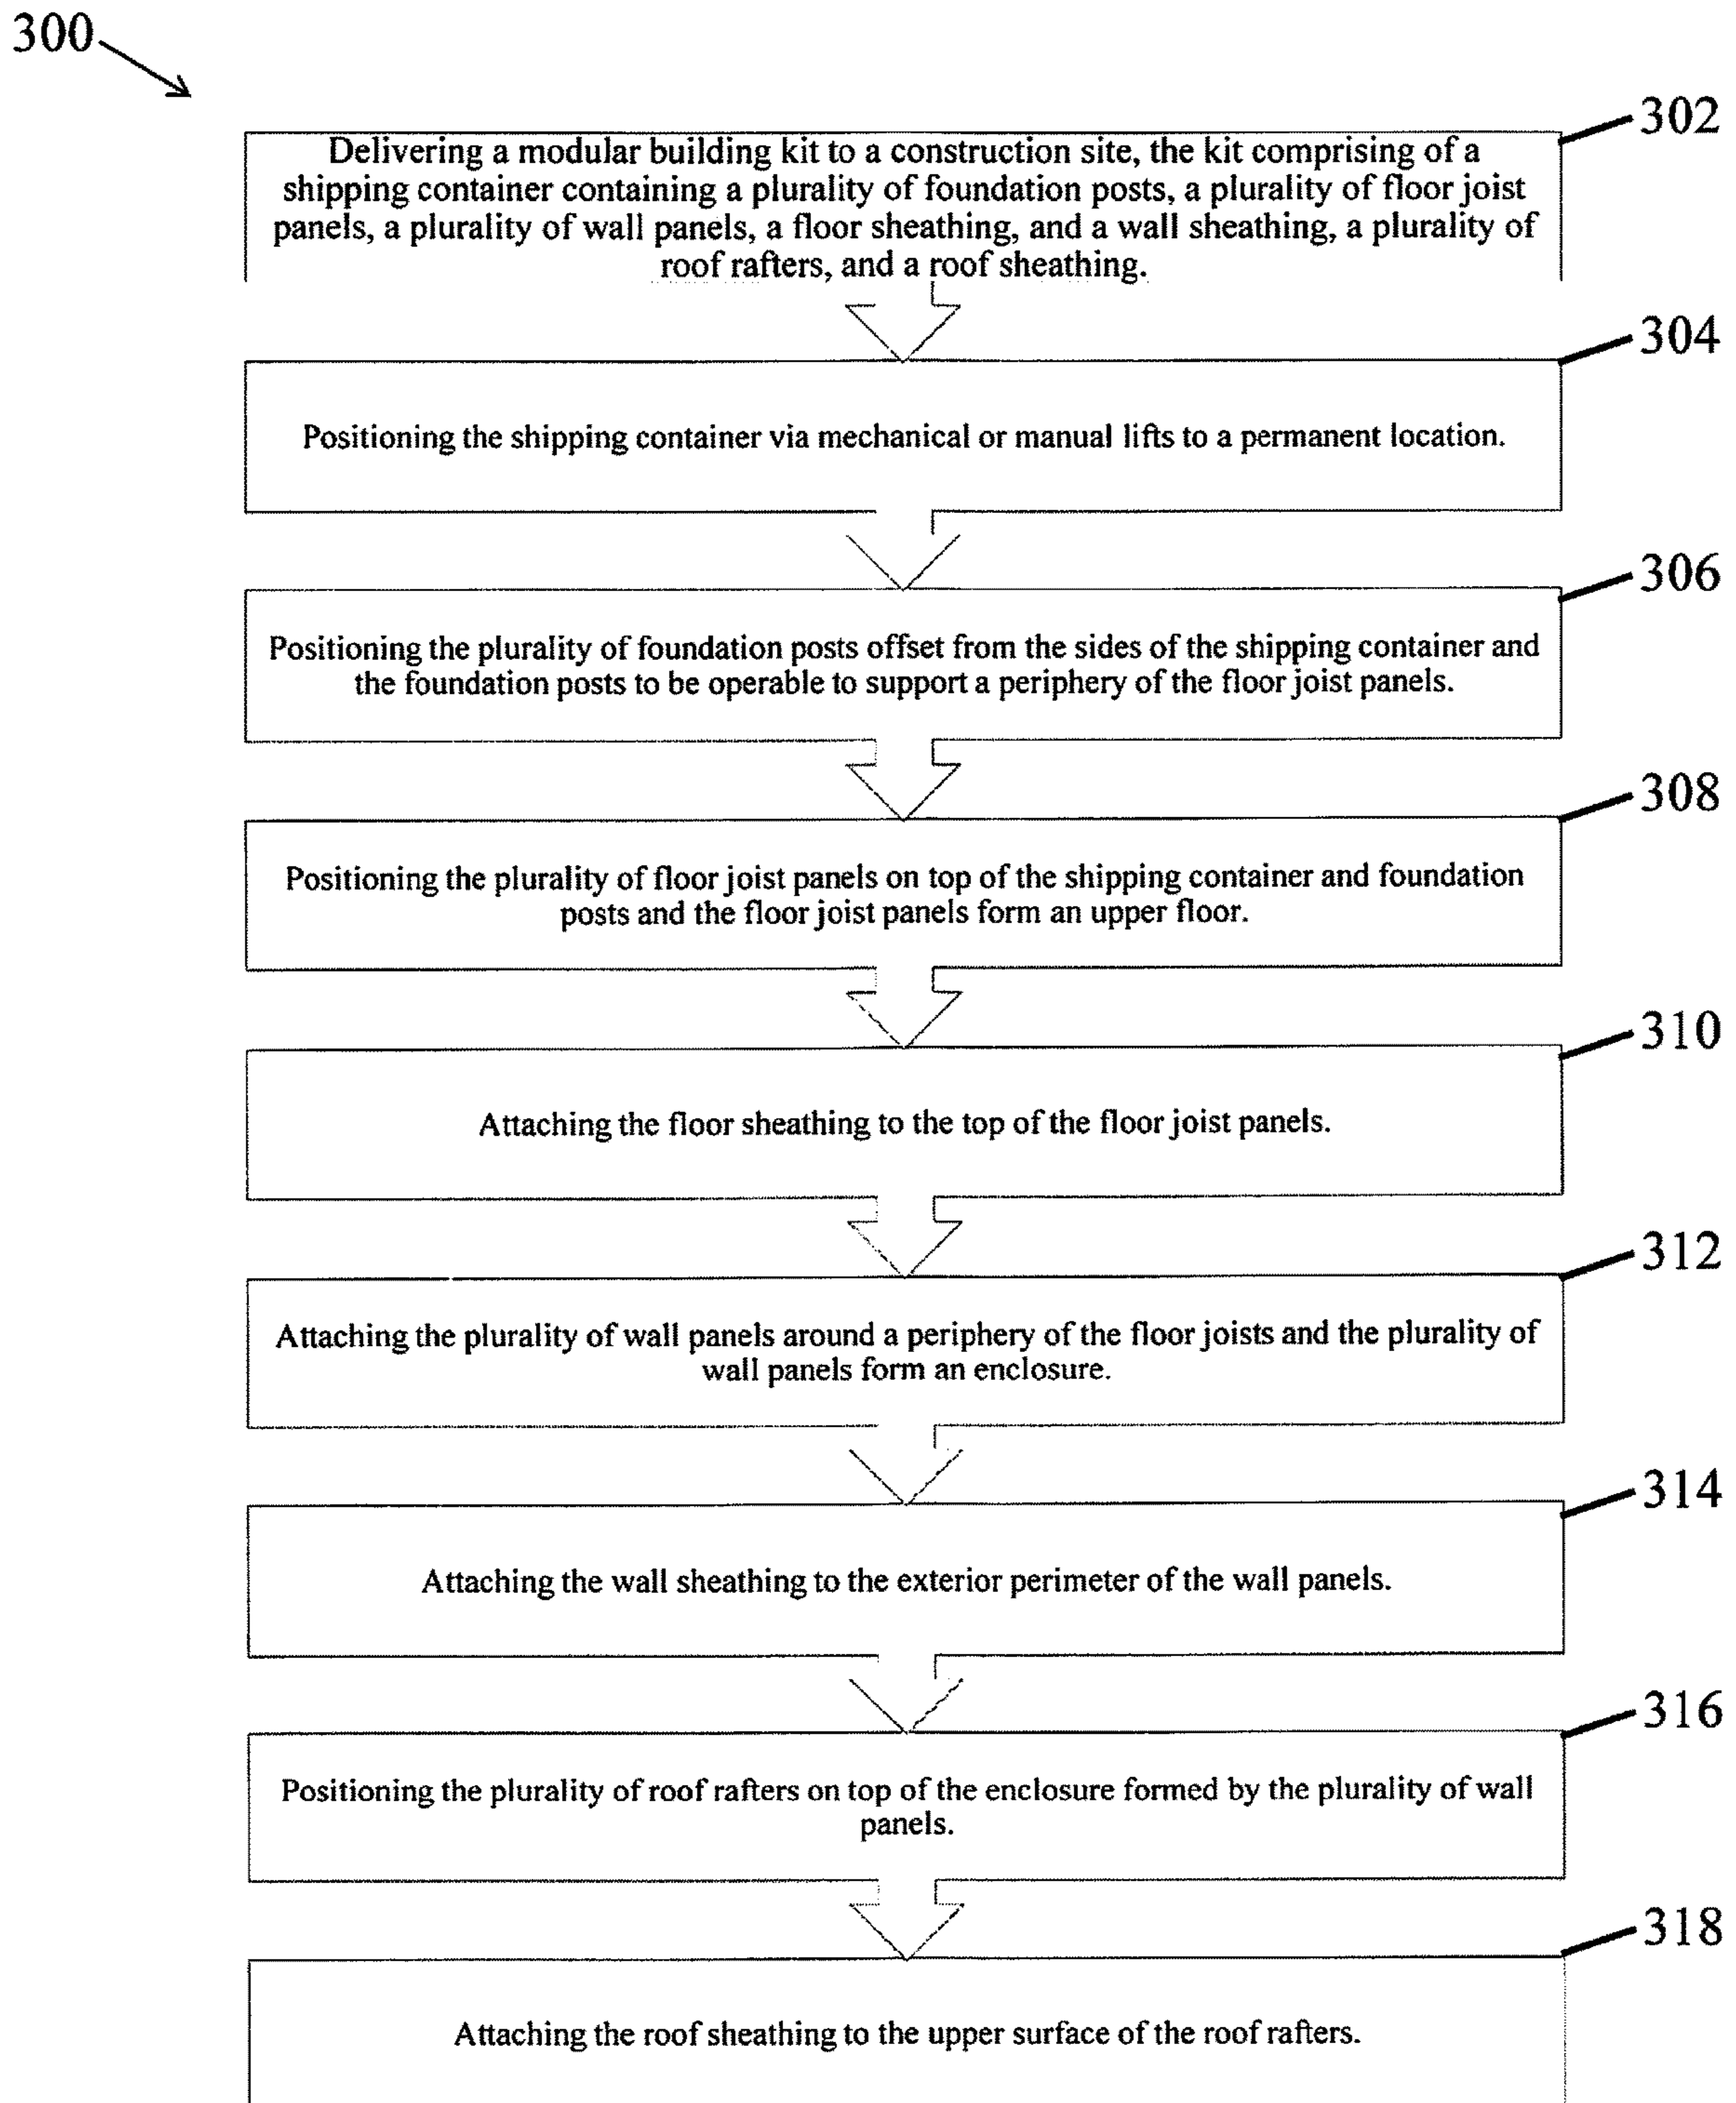 300
302
Delivering a modular building kit to a construction site, the kit comprising of a
shipping container containing a plurality of foundation posts, a plurality of floor joist
panels, a plurality of wall panels, a floor sheathing, and a wall sheathing, a plurality of
roof rafters, and a roof sheathing.
304
Positioning the shipping container via mechanical or manual lifts to a permanent location.
306
Positioning the plurality of foundation posts offset from the sides of the shipping container and
the foundation posts to be operable to support a periphery of the floor joist panels.
308
Positioning the plurality of floor joist panels on top of the shipping container and foundation
posts and the floor joist panels form an upper floor.
310
Attaching the floor sheathing to the top of the floor joist panels.
312
Attaching the plurality of wall panels around a periphery of the floor joists and the plurality of
wall panels form an enclosure.
314
Attaching the wall sheathing to the exterior perimeter of the wall panels.
316
Positioning the plurality of roof rafters on top of the enclosure formed by the plurality of wall
panels.
318
Attaching the roof sheathing to the upper surface of the roof rafters.